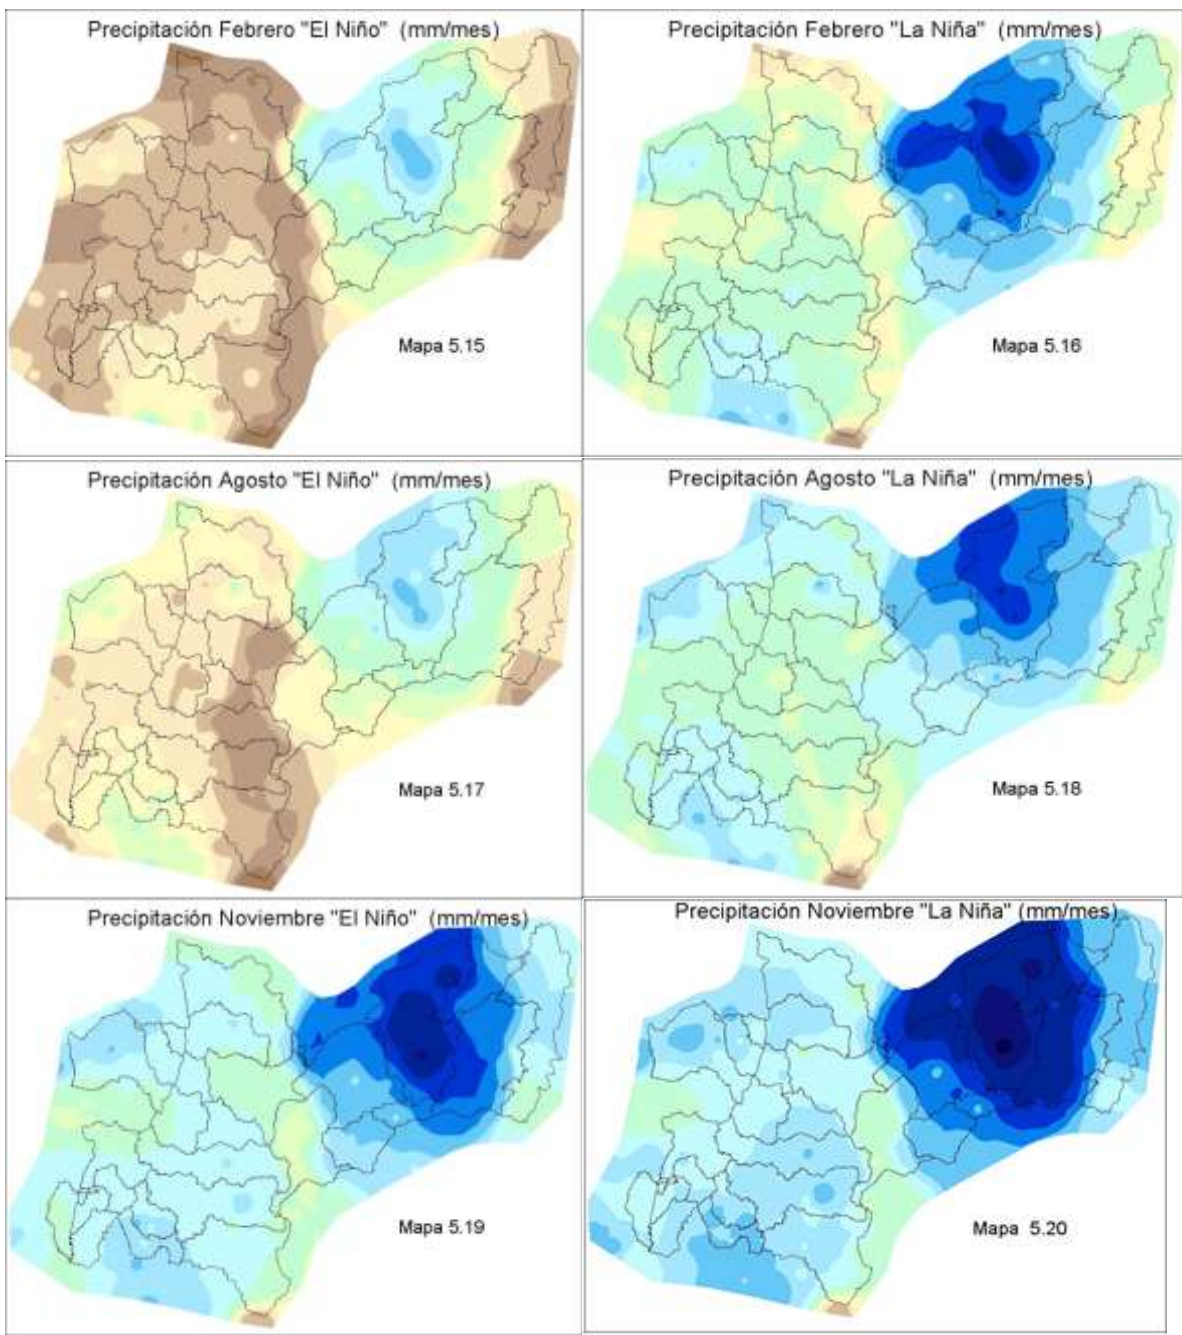 Precipitación Febrero "El Niño" (mm/mes)
Precipitación Febrero "La Niña" (mm/mes)
Mapa 5.15
Mapa 5.16
Precipitación Agosto "El Niño" (mm/mes)
Precipitación Agosto "La Niña" (mm/mes)
Mapa 5.17
Mapa 5.18
Precipitación Noviembre "El Niño" (mm/mes)
Precipitación Noviembre "La Niña" (mm/mes)
Mapa 5.19
Mapa 5.20